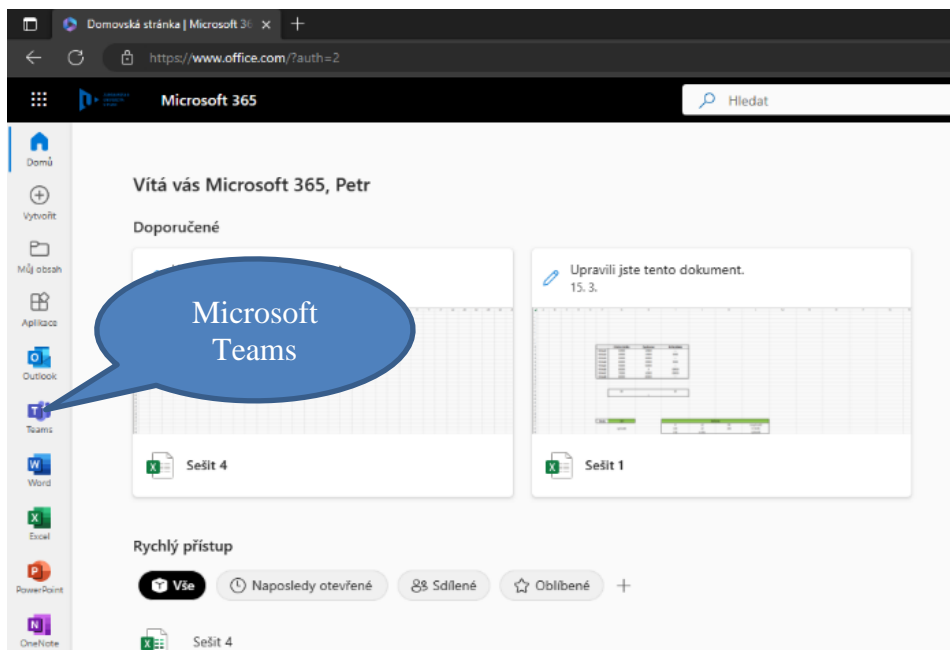 Domovská stránka | Microsoft 36
https://www.office.com/?auth=2
Microsoft 365
Hledat
Domů
Vytvořit
Můj obsah
Aplikace
Outlook
Teams
Word
Excel
PowerPoint
OneNote
Vítá vás Microsoft 365, Petr
Doporučené
Microsoft
Teams
Upravili jste tento dokument.
15. 3.
Sešit 4
Sešit 1
Rychlý přístup
Vše
Naposledy otevřené
Sdílené
Oblíbené
Sešit 4